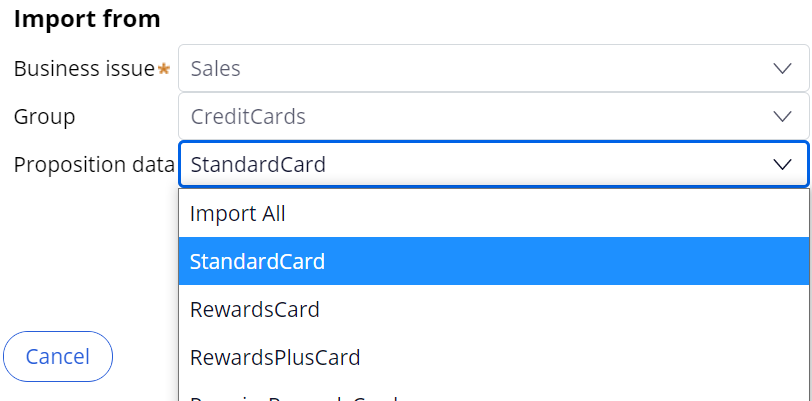 Import from
Business issue* Sales
Group CreditCards
Proposition data StandardCard
Import All
StandardCard
RewardsCard
RewardsPlusCard
Cancel